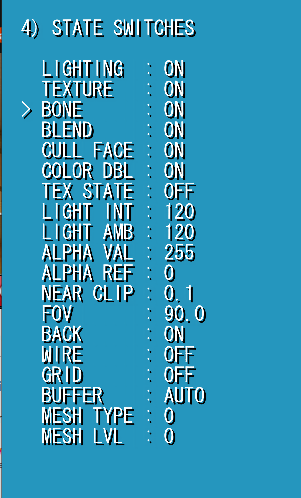 4) STATE SWITCHES
LIGHTING : ON
TEXTURE : ON
> BONE : ON
BLEND : ON
CULL FACE : ON
COLOR DBL : ON
TEX STATE : OFF
LIGHT INT : 120
LIGHT AMB : 120
ALPHA VAL : 255
ALPHA REF : 0
NEAR CLIP : 0.1
FOV : 90.0
BACK : ON
WIRE : OFF
GRID : OFF
BUFFER : AUTO
MESH TYPE : 0
MESH LVL : 0